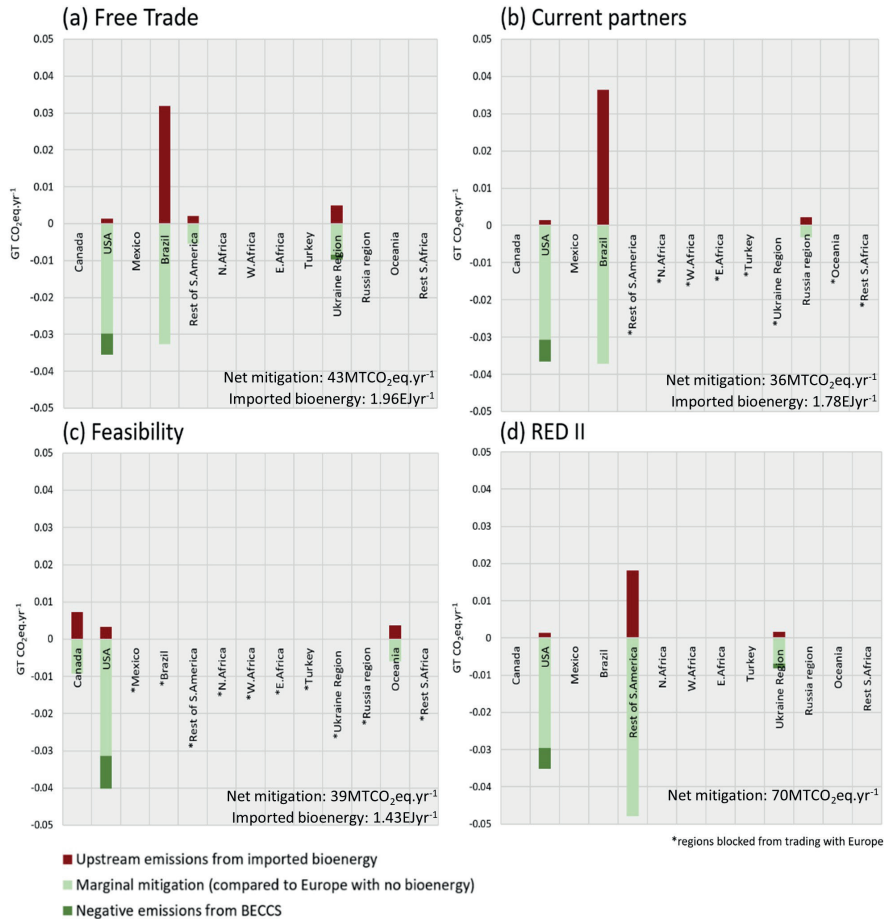 (a) Free Trade
0.05
0.04
0.03
0.02
0.01
0
-0.01
-0.02
-0.03
-0.04
-0.05
GT CO₂eq.yr⁻¹
Canada
USA
Mexico
Brazil
Rest of S.America
N.Africa
W.Africa
E.Africa
Turkey
Ukraine Region
Russia region
Oceania
Rest S.Africa
Net mitigation: 43MTCO₂eq.yr⁻¹
Imported bioenergy: 1.96EJyr⁻¹
(b) Current partners
0.05
0.04
0.03
0.02
0.01
0
-0.01
-0.02
-0.03
-0.04
-0.05
GT CO₂eq.yr⁻¹
Canada
USA
Mexico
Brazil
*Rest of S.America
*N.Africa
*W.Africa
*E.Africa
*Turkey
*Ukraine Region
Russia region
*Oceania
*Rest S.Africa
Net mitigation: 36MTCO₂eq.yr⁻¹
Imported bioenergy: 1.78EJyr⁻¹
(c) Feasibility
0.05
0.04
0.03
0.02
0.01
0
-0.01
-0.02
-0.03
-0.04
-0.05
GT CO₂eq.yr⁻¹
Canada
USA
*Mexico
*Brazil
*Rest of S.America
*N.Africa
*W.Africa
*E.Africa
*Turkey
*Ukraine Region
*Russia region
Oceania
*Rest S.Africa
Net mitigation: 39MTCO₂eq.yr⁻¹
Imported bioenergy: 1.43EJyr⁻¹
(d) RED II
0.05
0.04
0.03
0.02
0.01
0
-0.01
-0.02
-0.03
-0.04
-0.05
GT CO₂eq.yr⁻¹
Canada
USA
Mexico
Brazil
Rest of S.America
N.Africa
W.Africa
E.Africa
Turkey
Ukraine Region
Russia region
Oceania
Rest S.Africa
Net mitigation: 70MTCO₂eq.yr⁻¹
*regions blocked from trading with Europe
Upstream emissions from imported bioenergy
Marginal mitigation (compared to Europe with no bioenergy)
Negative emissions from BECCS